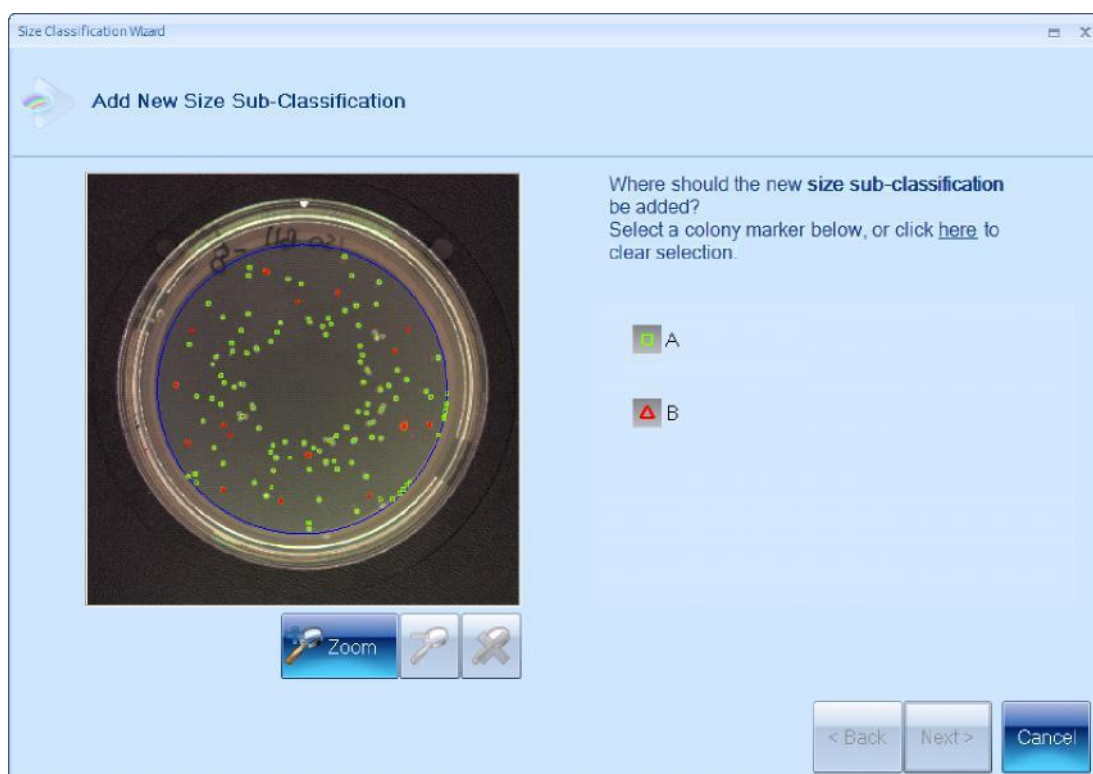 Size Classification Wizard
Add New Size Sub-Classification
Where should the new size sub-classification
be added?
Select a colony marker below, or click here to
clear selection.
A
B
Zoom
< Back
Next >
Cancel